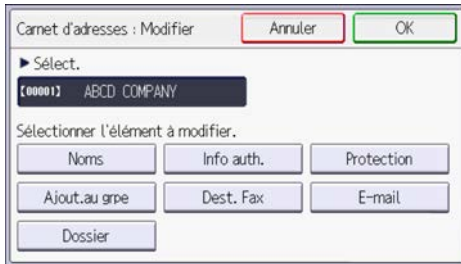 Carnet d'adresses : Modifier Annuler OK
▶ Sélect.
【00001】 ABCD COMPANY
Sélectionner l'élément à modifier.
Noms Info auth. Protection
Ajout.au grpe Dest. Fax E-mail
Dossier